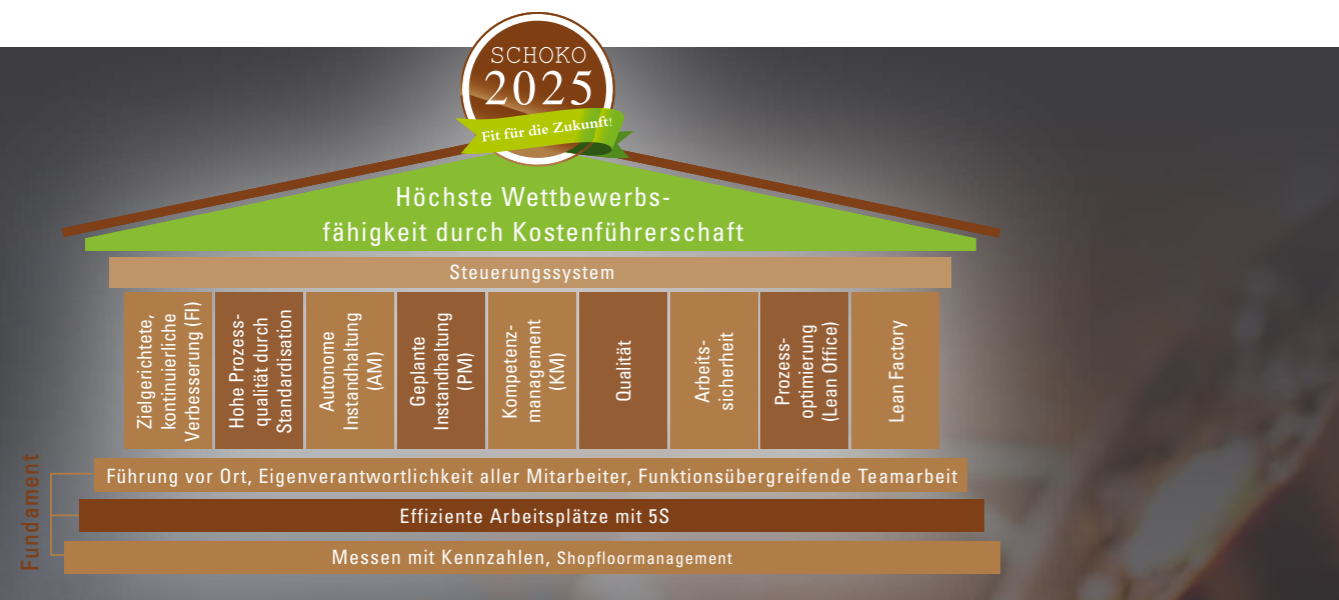 SCHOKO
2025
Fit für die Zukunft!
Höchste Wettbewerbs-
fähigkeit durch Kostenführerschaft
Steuerungssystem
Zielgerichtete,
kontinuierliche
Verbesserung (FI)
Hohe Prozess-
qualität durch
Standardisation
Autonome
Instandhaltung
(AM)
Geplante
Instandhaltung
(PM)
Kompetenz-
management
(KM)
Qualität
Arbeits-
sicherheit
Prozess-
optimierung
(Lean Office)
Lean Factory
Fundament
Führung vor Ort, Eigenverantwortlichkeit aller Mitarbeiter, Funktionsübergreifende Teamarbeit
Effiziente Arbeitsplätze mit 5S
Messen mit Kennzahlen, Shopfloormanagement